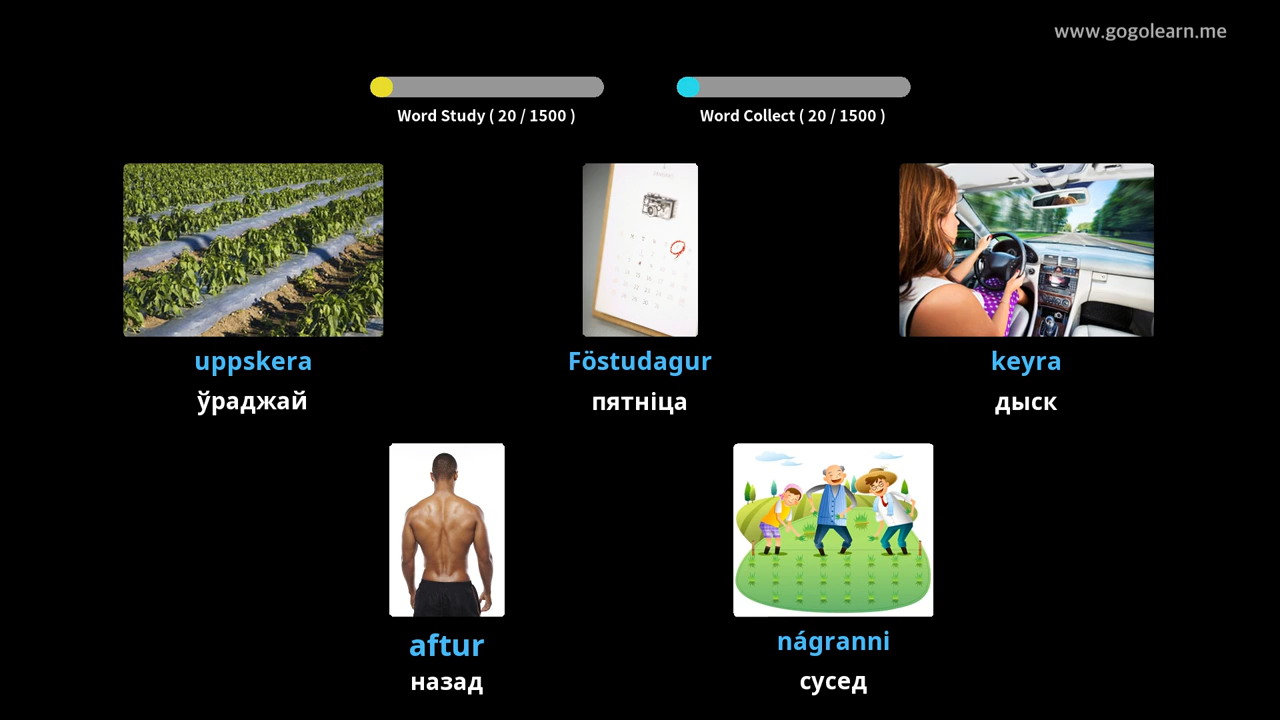 www.gogolearn.me
Word Study ( 20 / 1500 )
Word Collect ( 20 / 1500 )
uppskera
Föstudagur
keyra
ўраджай
пятніца
дыск
aftur
nágranni
назад
сусед